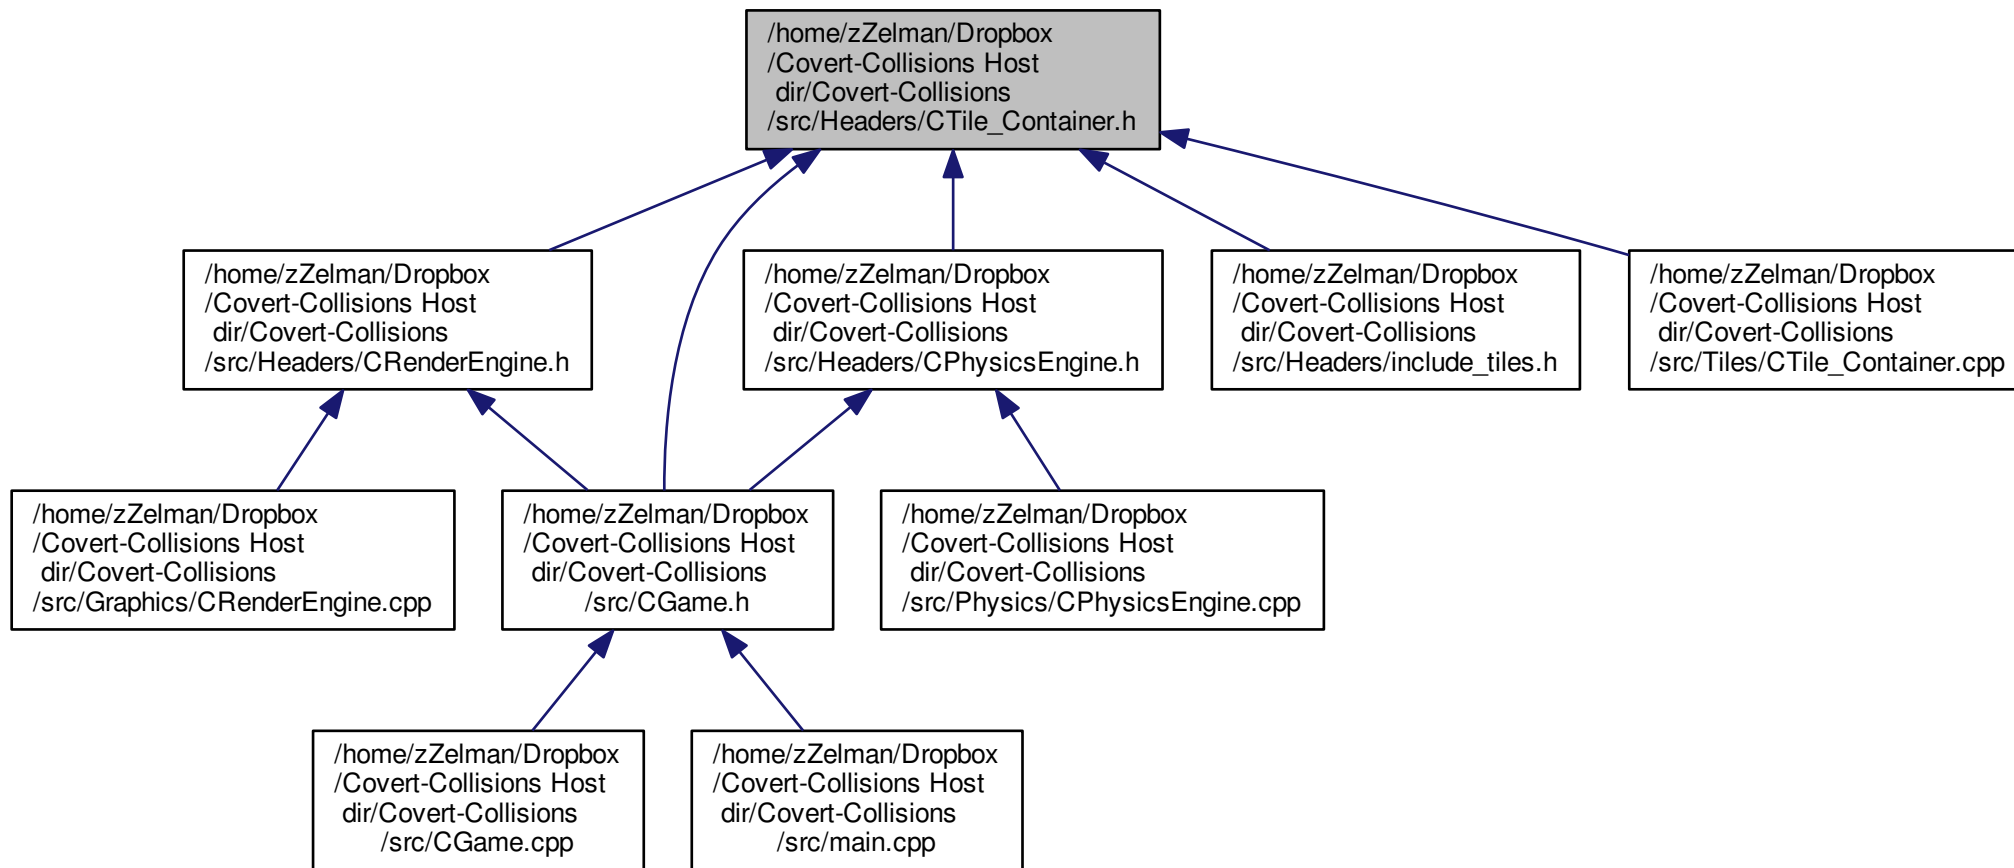 /home/zZelman/Dropbox
/Covert-Collisions Host
dir/Covert-Collisions
/src/Headers/CTile_Container.h
/home/zZelman/Dropbox
/Covert-Collisions Host
dir/Covert-Collisions
/src/Headers/CRenderEngine.h
/home/zZelman/Dropbox
/Covert-Collisions Host
dir/Covert-Collisions
/src/Headers/CPhysicsEngine.h
/home/zZelman/Dropbox
/Covert-Collisions Host
dir/Covert-Collisions
/src/Headers/include_tiles.h
/home/zZelman/Dropbox
/Covert-Collisions Host
dir/Covert-Collisions
/src/Tiles/CTile_Container.cpp
/home/zZelman/Dropbox
/Covert-Collisions Host
dir/Covert-Collisions
/src/Graphics/CRenderEngine.cpp
/home/zZelman/Dropbox
/Covert-Collisions Host
dir/Covert-Collisions
/src/CGame.h
/home/zZelman/Dropbox
/Covert-Collisions Host
dir/Covert-Collisions
/src/Physics/CPhysicsEngine.cpp
/home/zZelman/Dropbox
/Covert-Collisions Host
dir/Covert-Collisions
/src/CGame.cpp
/home/zZelman/Dropbox
/Covert-Collisions Host
dir/Covert-Collisions
/src/main.cpp